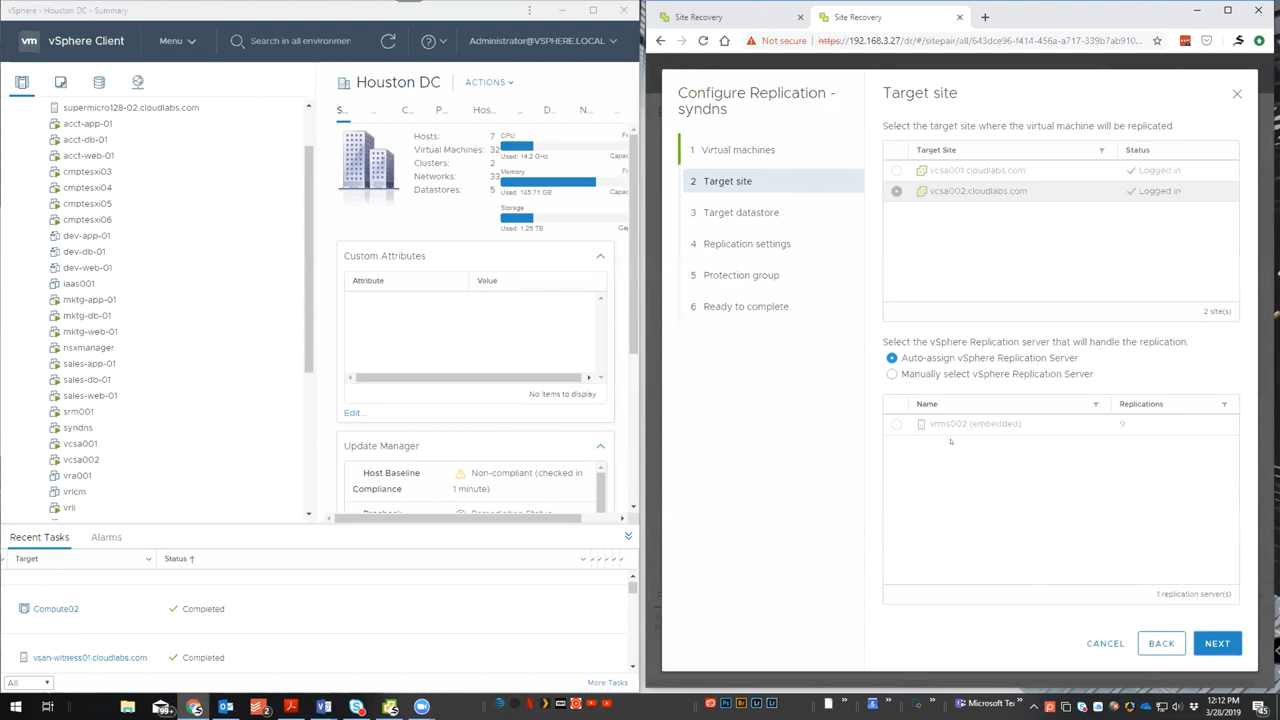 vSphere - Houston DC - Summary
vm vSphere Client Menu Search in all environmer Administrator@VSPHERE.LOCAL
supermicro128-02.cloudlabs.com
acct-app-01
acct-db-01
acct-web-01
cmptesxi03
cmptesxi04
cmptesxi05
cmptesxi06
dev-app-01
dev-db-01
dev-web-01
iaas001
mktg-app-01
mktg-db-01
mktg-web-01
nsxmanager
sales-app-01
sales-db-01
sales-web-01
srm001
syndns
vcsa001
vcsa002
vra001
vrlcm
vrli
Houston DC ACTIONS
S... ... C... P... Hos... ... D... N... ...
Hosts: 7
Virtual Machines: 32
Clusters: 2
Networks: 33
Datastores: 5
CPU
Used: 14.2 GHz Capac
Memory
Used: 185.71 GB Capac
Storage
Used: 1.25 TB Capac
Custom Attributes
Attribute Value
No items to display
Edit...
Update Manager
Host Baseline Compliance
Non-compliant (checked in 1 minute)
Recent Tasks Alarms
Target Status
Compute02 Completed
vsan-witness01.cloudlabs.com Completed
All More Tasks
Site Recovery
Site Recovery
Not secure https://192.168.3.27/dr/#/sitepair/all/643dce96-f414-456a-a717-339b7ab910...
Configure Replication -
syndns
1 Virtual machines
2 Target site
3 Target datastore
4 Replication settings
5 Protection group
6 Ready to complete
Target site
Select the target site where the virtual machine will be replicated
Target Site Status
vcsa001.cloudlabs.com Logged in
vcsa002.cloudlabs.com Logged in
2 site(s)
Select the vSphere Replication server that will handle the replication.
Auto-assign vSphere Replication Server
Manually select vSphere Replication Server
Name Replications
vrms002 (embedded) 9
1 replication server(s)
CANCEL BACK NEXT
99+
Microsoft Te
12:12 PM
3/28/2019
45